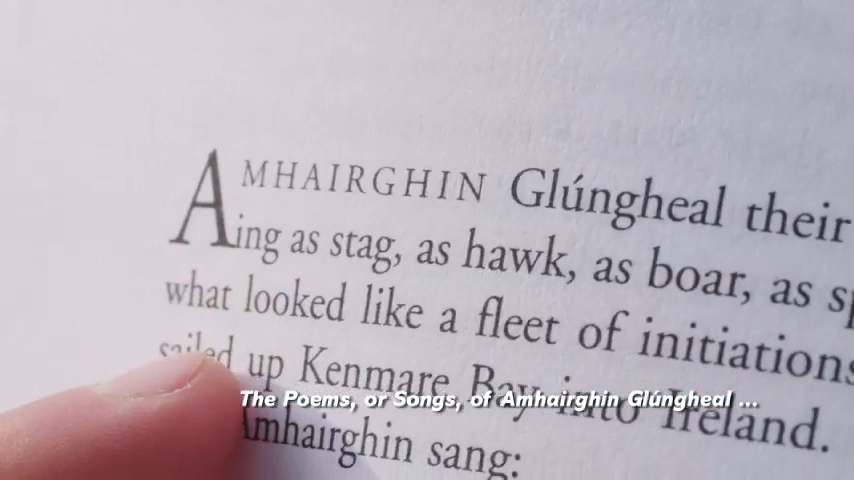 AMHAIRGHIN Glúngheal their
ing as stag, as hawk, as boar, as
what looked like a fleet of initiations
sailed up Kenmare Bay into Ireland.
Amhairghin sang:
The Poems, or Songs, of Amhairghin Glúngheal ...